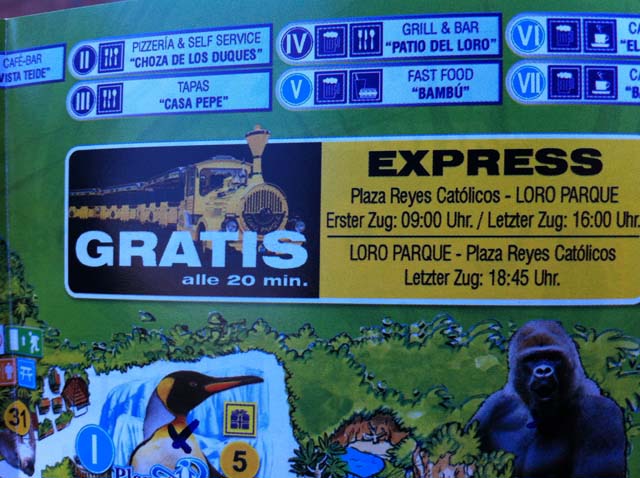 CAFÉ-BAR
VISTA TEIDE"
II
PIZZERÍA & SELF SERVICE
"CHOZA DE LOS DUQUES"
III
TAPAS
"CASA PEPE"
IV
GRILL & BAR
"PATIO DEL LORO"
V
FAST FOOD
"BAMBÚ"
VI
VII
GRATIS
alle 20 min.
EXPRESS
Plaza Reyes Católicos - LORO PARQUE
Erster Zug: 09:00 Uhr. / Letzter Zug: 16:00 Uhr.
LORO PARQUE - Plaza Reyes Católicos
Letzter Zug: 18:45 Uhr.
31
I
5